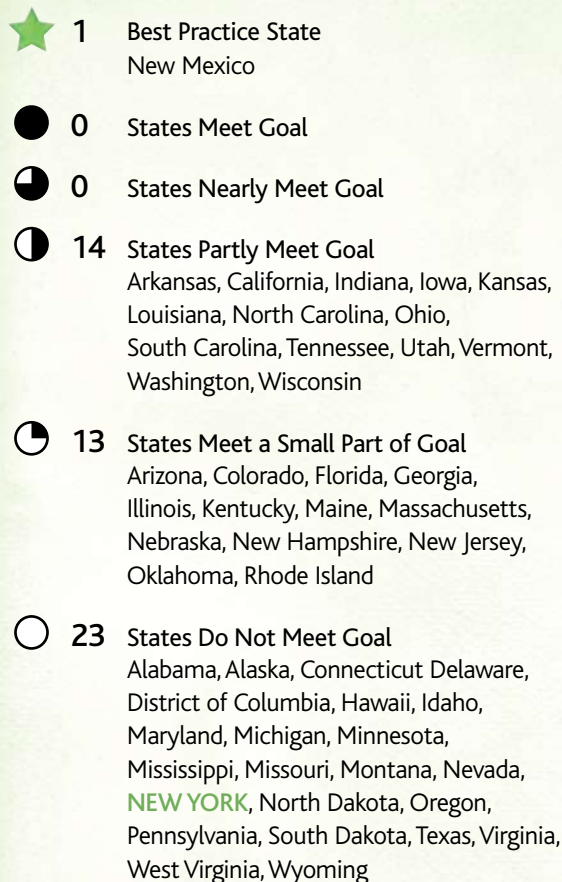 1 Best Practice State
New Mexico
0 States Meet Goal
0 States Nearly Meet Goal
14 States Partly Meet Goal
Arkansas, California, Indiana, Iowa, Kansas,
Louisiana, North Carolina, Ohio,
South Carolina, Tennessee, Utah, Vermont,
Washington, Wisconsin
13 States Meet a Small Part of Goal
Arizona, Colorado, Florida, Georgia,
Illinois, Kentucky, Maine, Massachusetts,
Nebraska, New Hampshire, New Jersey,
Oklahoma, Rhode Island
23 States Do Not Meet Goal
Alabama, Alaska, Connecticut Delaware,
District of Columbia, Hawaii, Idaho,
Maryland, Michigan, Minnesota,
Mississippi, Missouri, Montana, Nevada,
NEW YORK, North Dakota, Oregon,
Pennsylvania, South Dakota, Texas, Virginia,
West Virginia, Wyoming